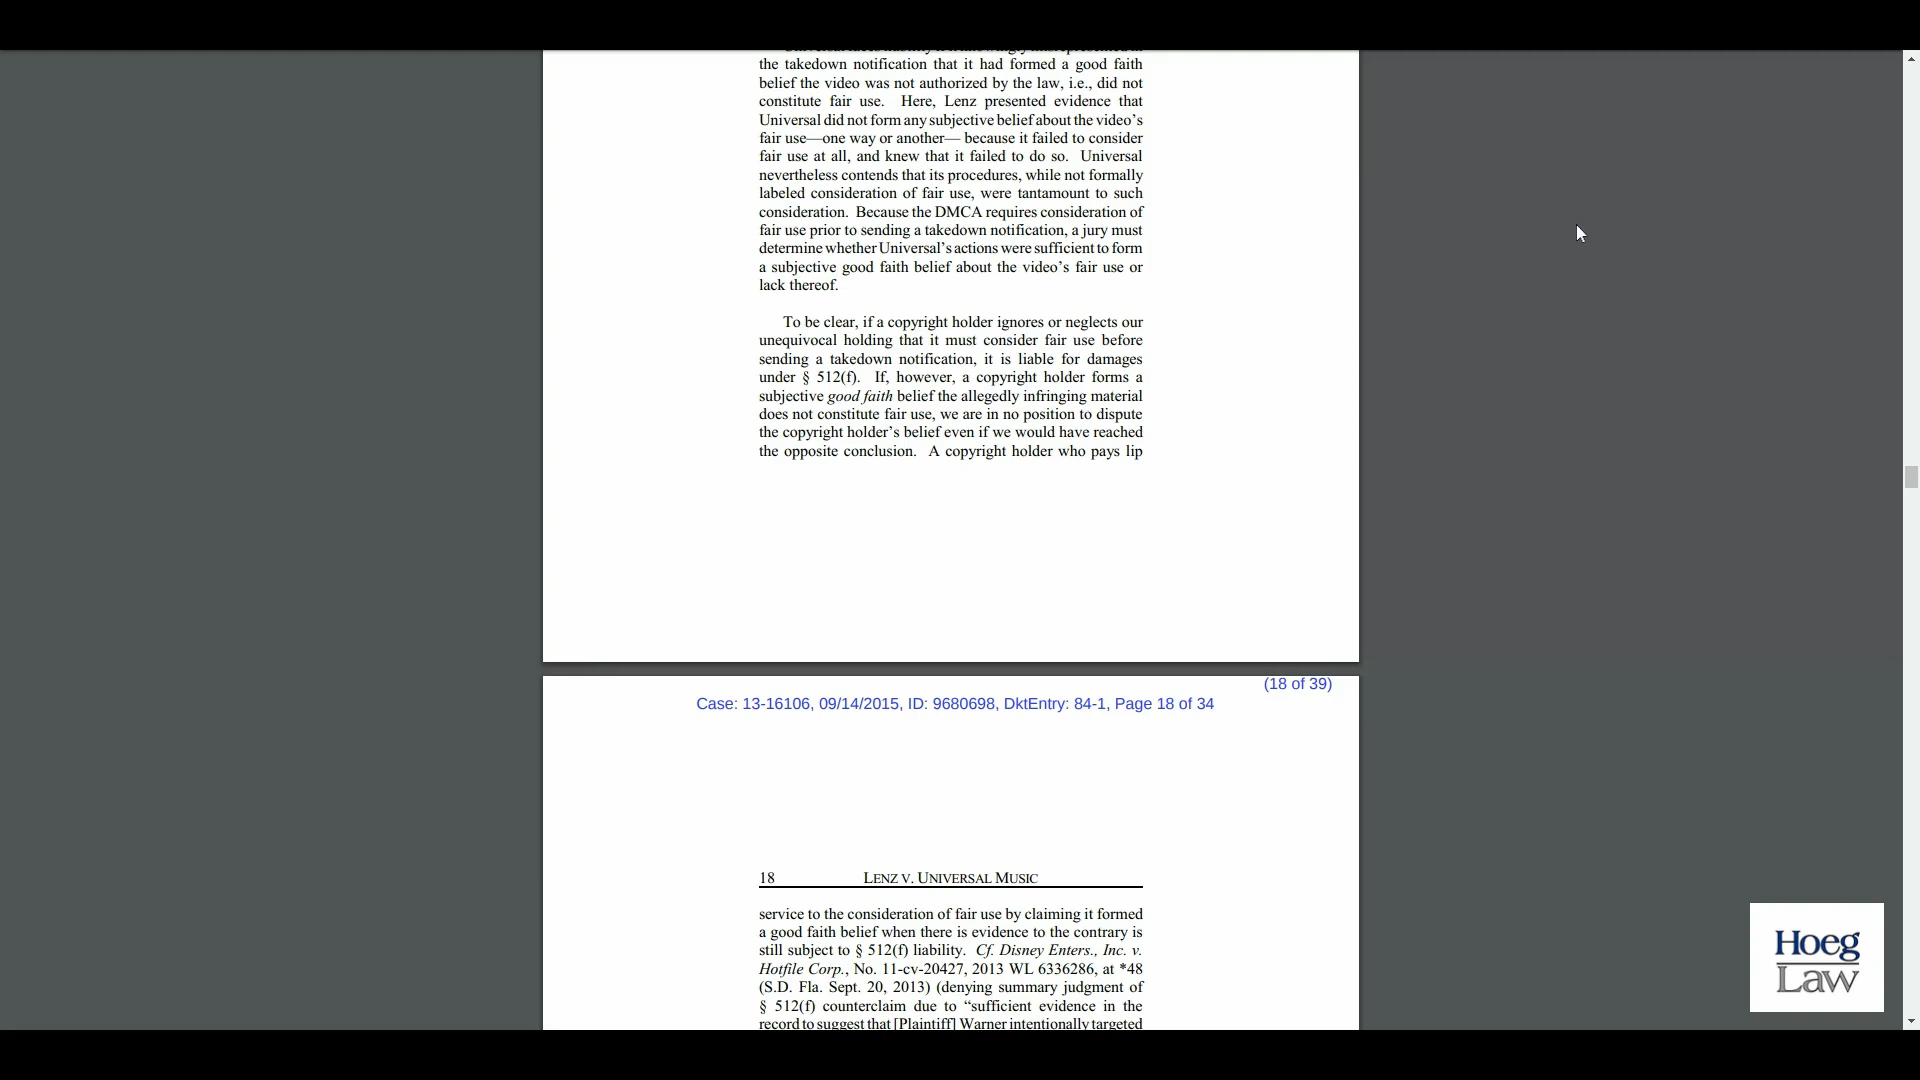 the takedown notification that it had formed a good faith
belief the video was not authorized by the law, i.e., did not
constitute fair use. Here, Lenz presented evidence that
Universal did not form any subjective belief about the video's
fair use—one way or another— because it failed to consider
fair use at all, and knew that it failed to do so. Universal
nevertheless contends that its procedures, while not formally
labeled consideration of fair use, were tantamount to such
consideration. Because the DMCA requires consideration of
fair use prior to sending a takedown notification, a jury must
determine whether Universal's actions were sufficient to form
a subjective good faith belief about the video's fair use or
lack thereof.
To be clear, if a copyright holder ignores or neglects our
unequivocal holding that it must consider fair use before
sending a takedown notification, it is liable for damages
under § 512(f). If, however, a copyright holder forms a
subjective good faith belief the allegedly infringing material
does not constitute fair use, we are in no position to dispute
the copyright holder's belief even if we would have reached
the opposite conclusion. A copyright holder who pays lip
(18 of 39)
Case: 13-16106, 09/14/2015, ID: 9680698, DktEntry: 84-1, Page 18 of 34
18 LENZ V. UNIVERSAL MUSIC
service to the consideration of fair use by claiming it formed
a good faith belief when there is evidence to the contrary is
still subject to § 512(f) liability. Cf. Disney Enters., Inc. v.
Hotfile Corp., No. 11-cv-20427, 2013 WL 6336286, at *48
(S.D. Fla. Sept. 20, 2013) (denying summary judgment of
§ 512(f) counterclaim due to “sufficient evidence in the
record to suggest that [Plaintiff] Warner intentionally targeted
Hoeg
Law